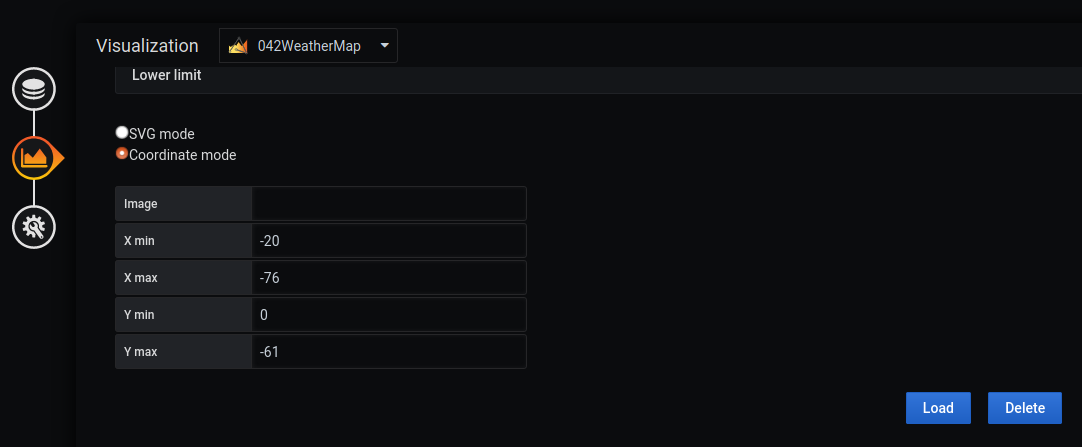 Visualization 042WeatherMap
Lower limit
SVG mode
Coordinate mode
Image
X min -20
X max -76
Y min 0
Y max -61
Load Delete